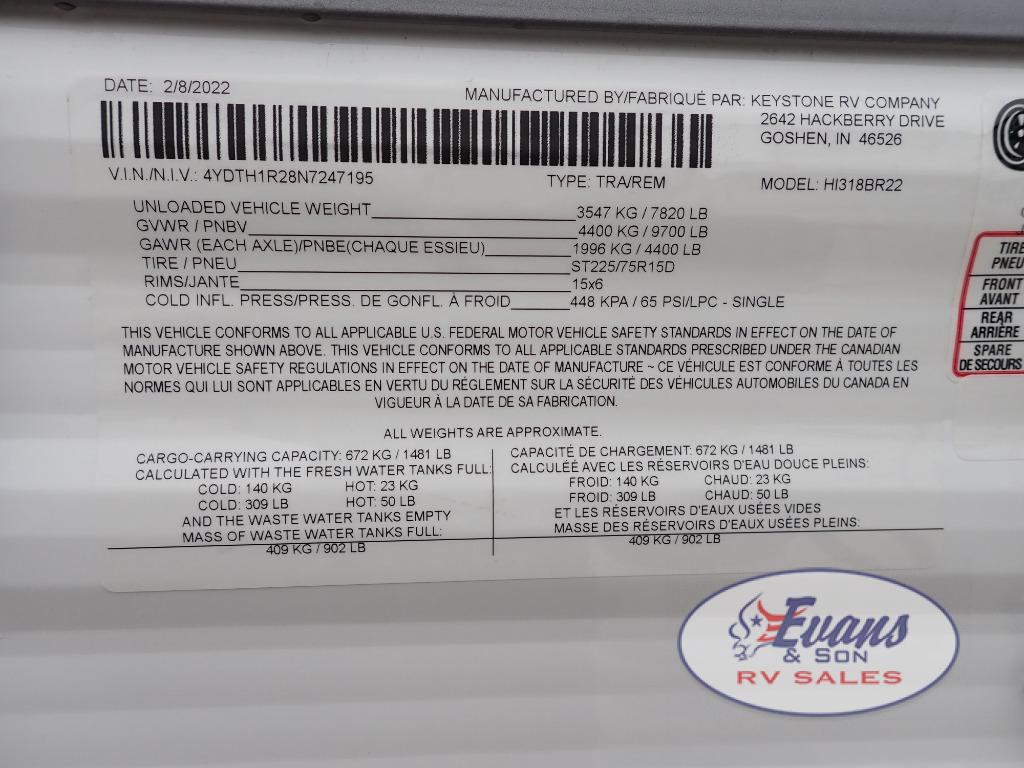 DATE: 2/8/2022
MANUFACTURED BY/FABRIQUÉ PAR: KEYSTONE RV COMPANY
2642 HACKBERRY DRIVE
GOSHEN, IN 46526
V.I.N./N.I.V.: 4YDTH1R28N7247195 TYPE: TRA/REM MODEL: HI318BR22
UNLOADED VEHICLE WEIGHT 3547 KG / 7820 LB
GVWR / PNBV 4400 KG / 9700 LB
GAWR (EACH AXLE)/PNBE(CHAQUE ESSIEU) 1996 KG / 4400 LB
TIRE / PNEU ST225/75R15D
RIMS/JANTE 15x6
COLD INFL. PRESS/PRESS. DE GONFL. À FROID 448 KPA / 65 PSI/LPC - SINGLE
THIS VEHICLE CONFORMS TO ALL APPLICABLE U.S. FEDERAL MOTOR VEHICLE SAFETY STANDARDS IN EFFECT ON THE DATE OF
MANUFACTURE SHOWN ABOVE. THIS VEHICLE CONFORMS TO ALL APPLICABLE STANDARDS PRESCRIBED UNDER THE CANADIAN
MOTOR VEHICLE SAFETY REGULATIONS IN EFFECT ON THE DATE OF MANUFACTURE ~ CE VÉHICULE EST CONFORME À TOUTES LES
NORMES QUI LUI SONT APPLICABLES EN VERTU DU RÉGLEMENT SUR LA SÉCURITÉ DES VÉHICULES AUTOMOBILES DU CANADA EN
VIGUEUR À LA DATE DE SA FABRICATION.
ALL WEIGHTS ARE APPROXIMATE.
CARGO-CARRYING CAPACITY: 672 KG / 1481 LB
CALCULATED WITH THE FRESH WATER TANKS FULL:
COLD: 140 KG HOT: 23 KG
COLD: 309 LB HOT: 50 LB
AND THE WASTE WATER TANKS EMPTY
MASS OF WASTE WATER TANKS FULL:
409 KG / 902 LB
CAPACITÉ DE CHARGEMENT: 672 KG / 1481 LB
CALCULÉE AVEC LES RÉSERVOIRS D'EAU DOUCE PLEINS:
FROID: 140 KG CHAUD: 23 KG
FROID: 309 LB CHAUD: 50 LB
ET LES RÉSERVOIRS D'EAUX USÉES VIDES
MASSE DES RÉSERVOIRS D'EAUX USÉES PLEINS:
409 KG / 902 LB
TIRE
PNEU
FRONT
AVANT
REAR
ARRIÈRE
SPARE
DE SECOURS
Evans
& SON
RV SALES